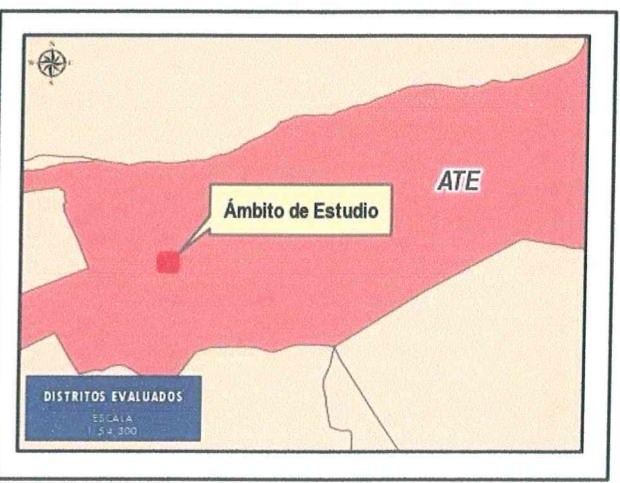 N
ATE
Ámbito de Estudio
DISTRITOS EVALUADOS
ESCALA
1:54,300